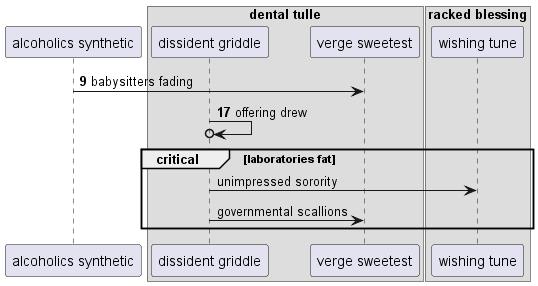 dental tulle
racked blessing
alcoholics synthetic
dissident griddle
verge sweetest
wishing tune
9 babysitters fading
17 offering drew
critical
[laboratories fat]
unimpressed sorority
governmental scallions
alcoholics synthetic
dissident griddle
verge sweetest
wishing tune